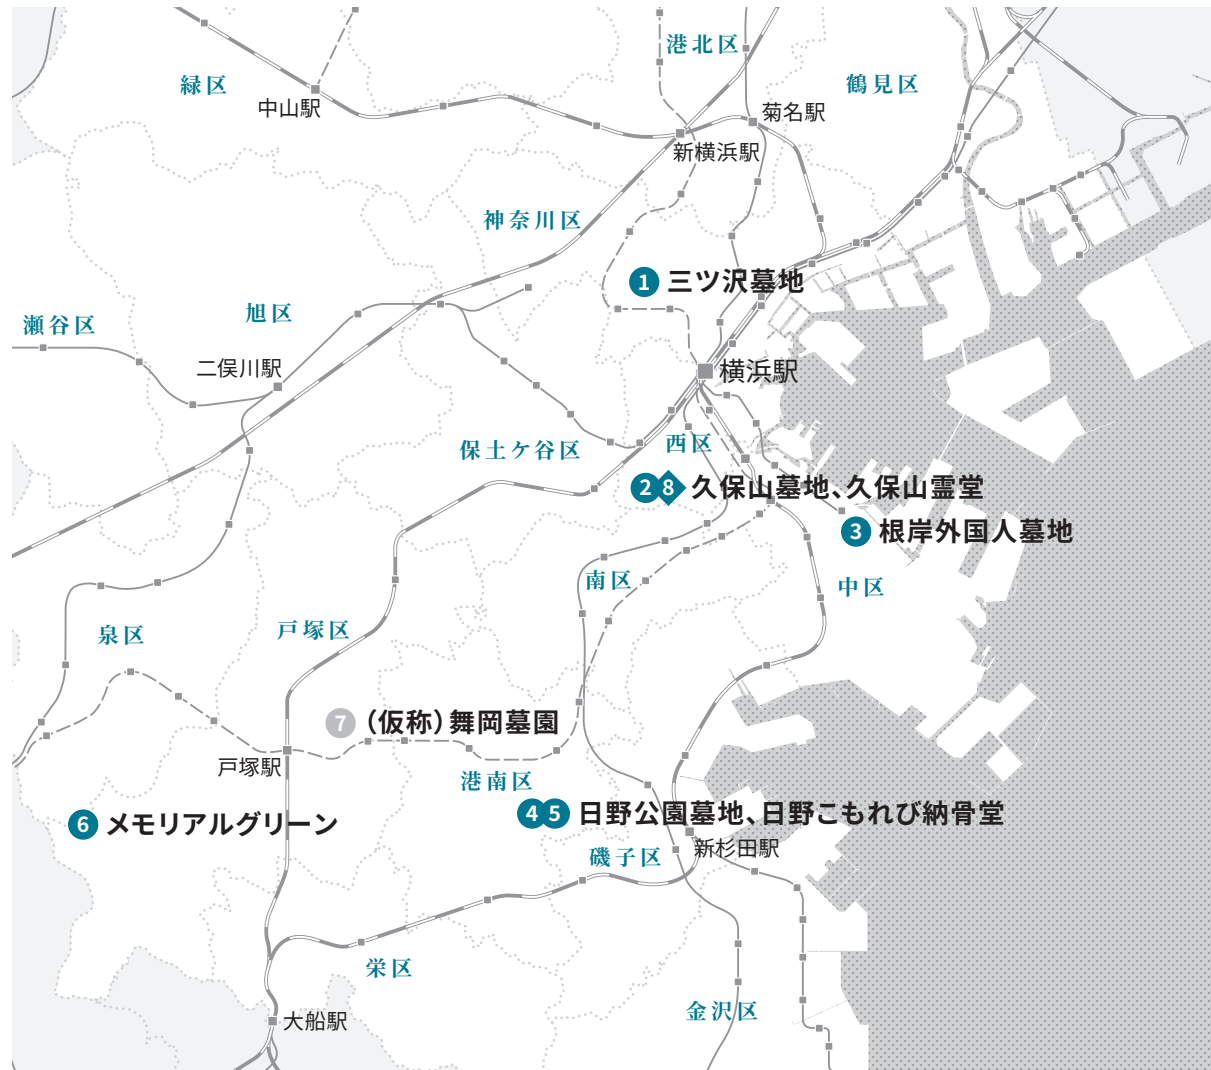 港北区
緑区
鶴見区
中山駅
菊名駅
新横浜駅
神奈川区
1 三ツ沢墓地
旭区
瀬谷区
二俣川駅
横浜駅
保土ケ谷区
西区
2 8 久保山墓地、久保山霊堂
3 根岸外国人墓地
南区
中区
泉区
戸塚区
7 （仮称）舞岡墓園
戸塚駅
港南区
6 メモリアルグリーン
4 5 日野公園墓地、日野こもれび納骨堂
新杉田駅
磯子区
栄区
金沢区
大船駅